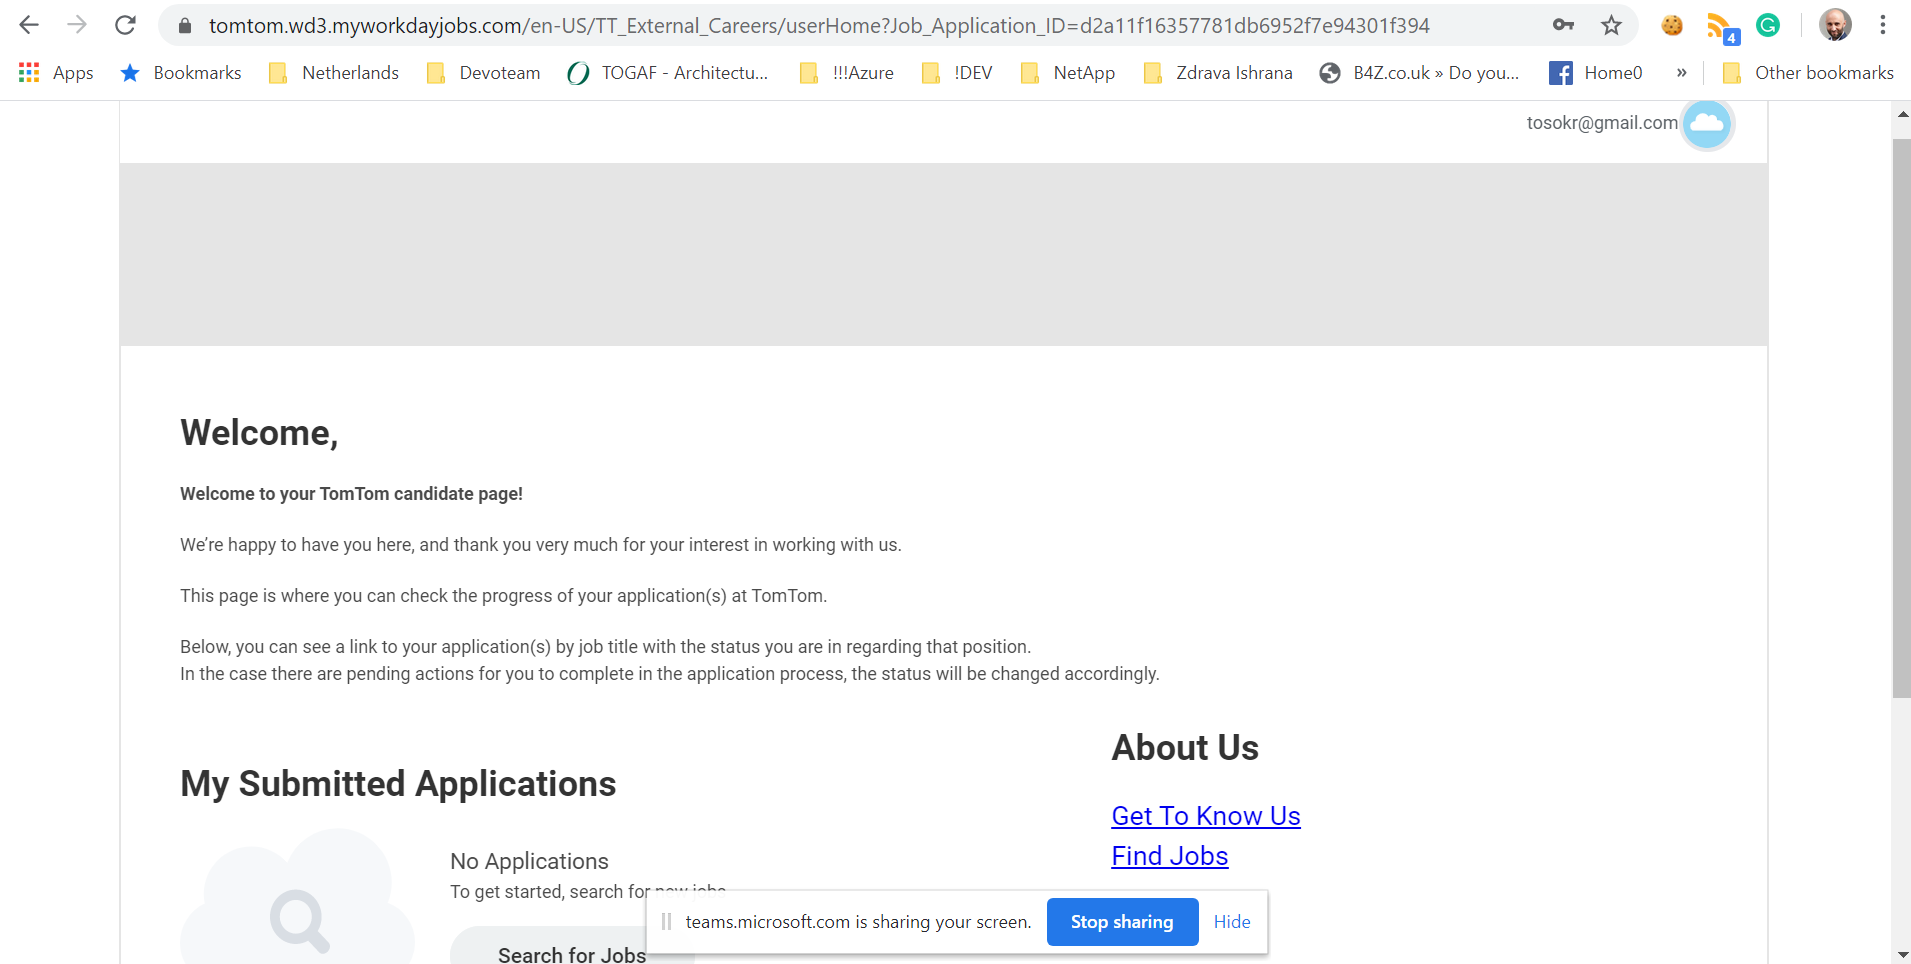 tomtom.wd3.myworkdayjobs.com/en-US/TT_External_Careers/userHome?Job_Application_ID=d2a11f16357781db6952f7e94301f394
4
Apps Bookmarks Netherlands Devoteam TOGAF - Architectu... !!!Azure !DEV NetApp Zdrava Ishrana B4Z.co.uk » Do you... Home0 » Other bookmarks
tosokr@gmail.com
Welcome,
Welcome to your TomTom candidate page!
We’re happy to have you here, and thank you very much for your interest in working with us.
This page is where you can check the progress of your application(s) at TomTom.
Below, you can see a link to your application(s) by job title with the status you are in regarding that position.
In the case there are pending actions for you to complete in the application process, the status will be changed accordingly.
About Us
My Submitted Applications
Get To Know Us
Find Jobs
No Applications
To get started, search for new jobs
teams.microsoft.com is sharing your screen. Stop sharing Hide
Search for Jobs